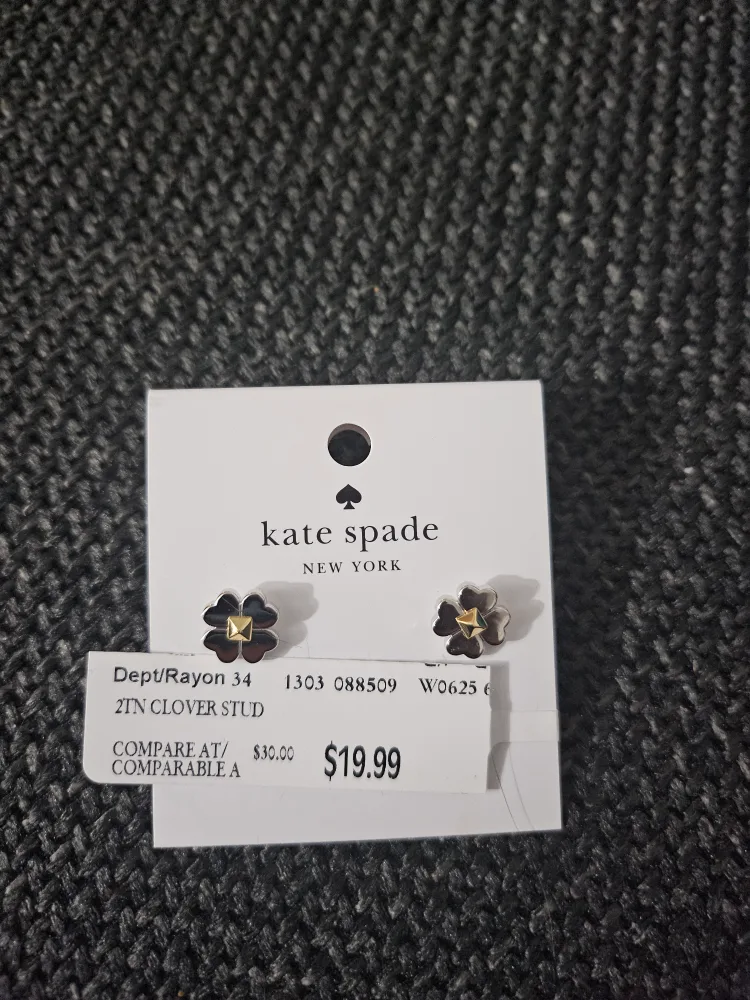 kate spade
NEW YORK
Dept/Rayon 34 1303 088509 W0625 6
2TN CLOVER STUD
COMPARE AT/ $30.00 $19.99
COMPARABLE A